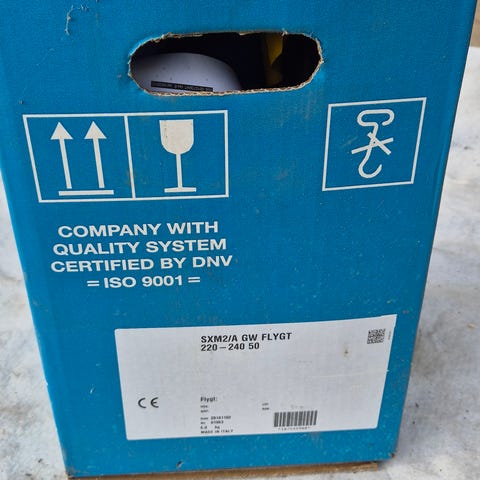 COMPANY WITH
QUALITY SYSTEM
CERTIFIED BY DNV
= ISO 9001 =
SXM2/A GW FLYGT
220-240 50
Flygt:
CE
MADE IN ITALY